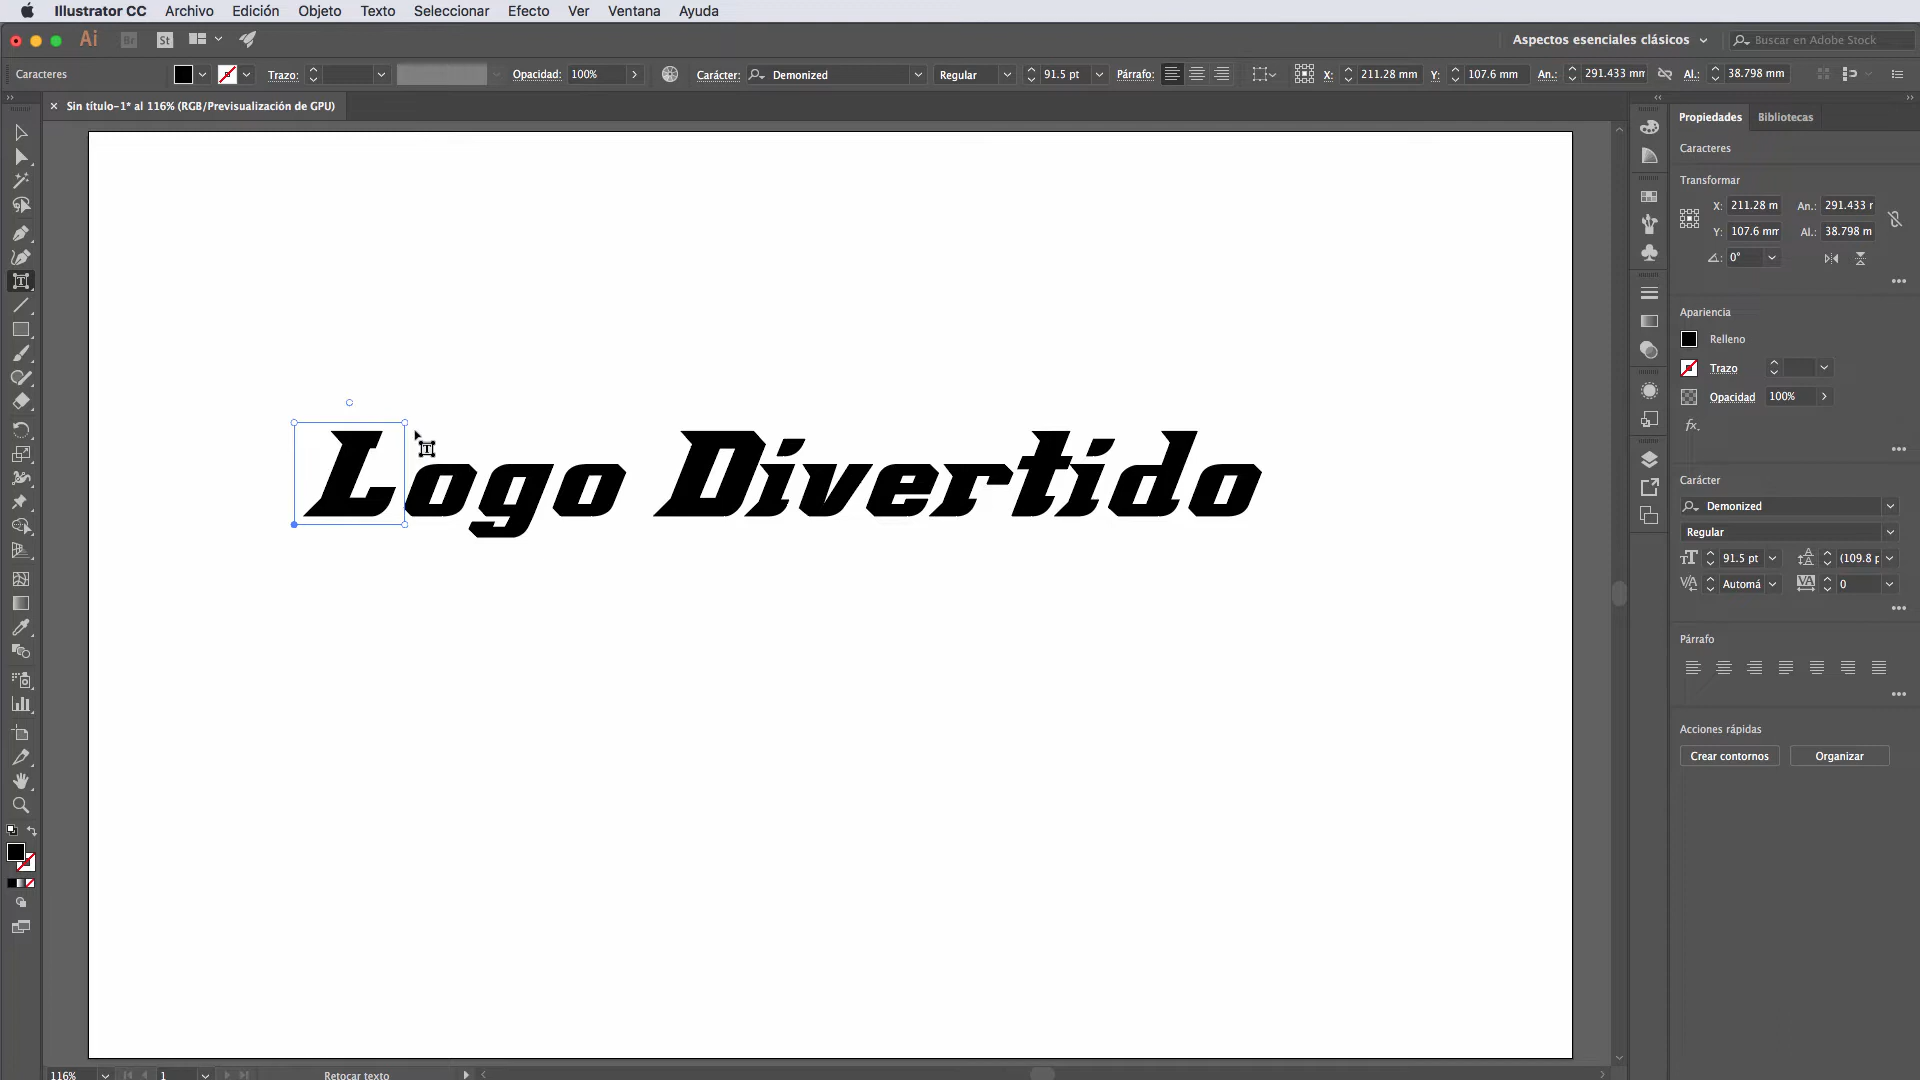 Illustrator CC Archivo Edición Objeto Texto Seleccionar Efecto Ver Ventana Ayuda
Ai Br St Aspectos esenciales clásicos Buscar en Adobe Stock
Caracteres Trazo: Opacidad: 100% Carácter: Demonized Regular 91.5 pt Párrafo: X: 211.28 mm Y: 107.6 mm An.: 291.433 mm Al.: 38.798 mm
× Sin título-1* al 116% (RGB/Previsualización de GPU)
Propiedades Bibliotecas
Caracteres
Transformar
X: 211.28 m An.: 291.433 r
Y: 107.6 mm Al.: 38.798 m
0°
Apariencia
Relleno
Trazo
Opacidad 100%
fx.
Logo Divertido
Carácter
Demonized
Regular
91.5 pt (109.8 p
Automá 0
Párrafo
Acciones rápidas
Crear contornos Organizar
116% 1 Retocar texto